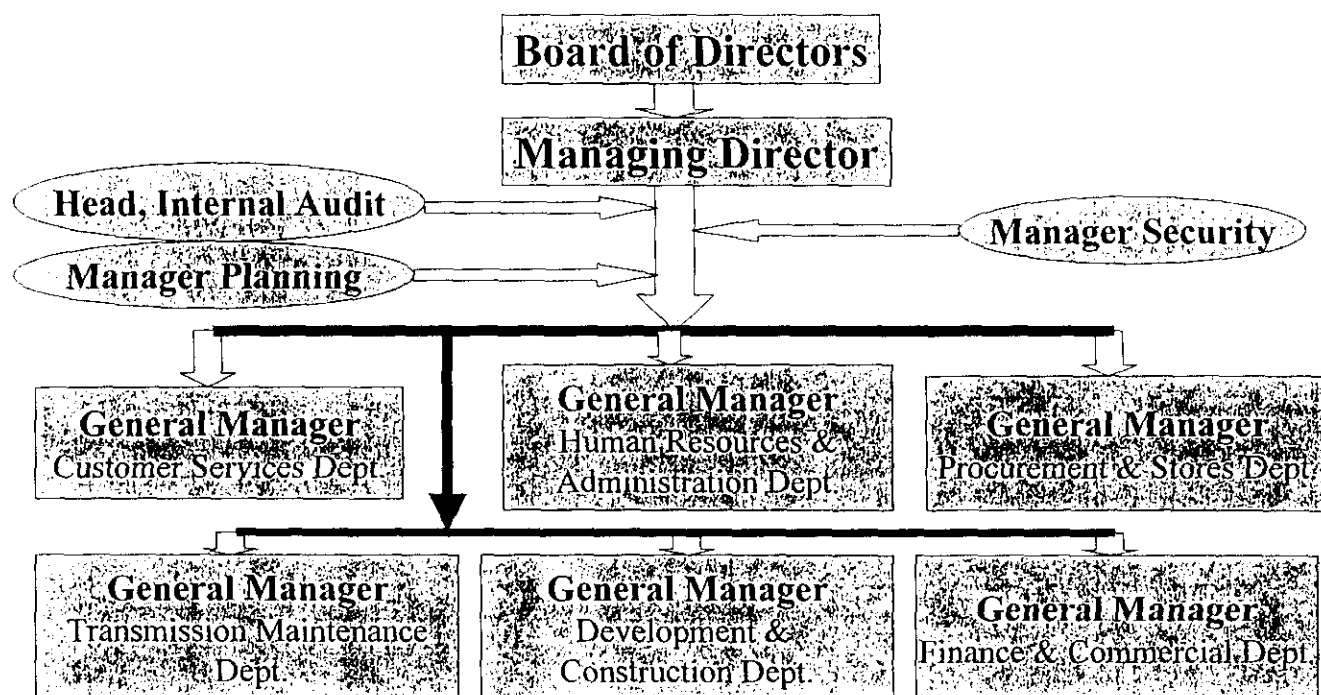 Board of Directors
Managing Director
Head, Internal Audit
Manager Security
Manager Planning
General Manager
Customer Services Dept.
General Manager
Human Resources &
Administration Dept.
General Manager
Procurement & Stores Dept.
General Manager
Transmission Maintenance
Dept.
General Manager
Development &
Construction Dept.
General Manager
Finance & Commercial Dept.